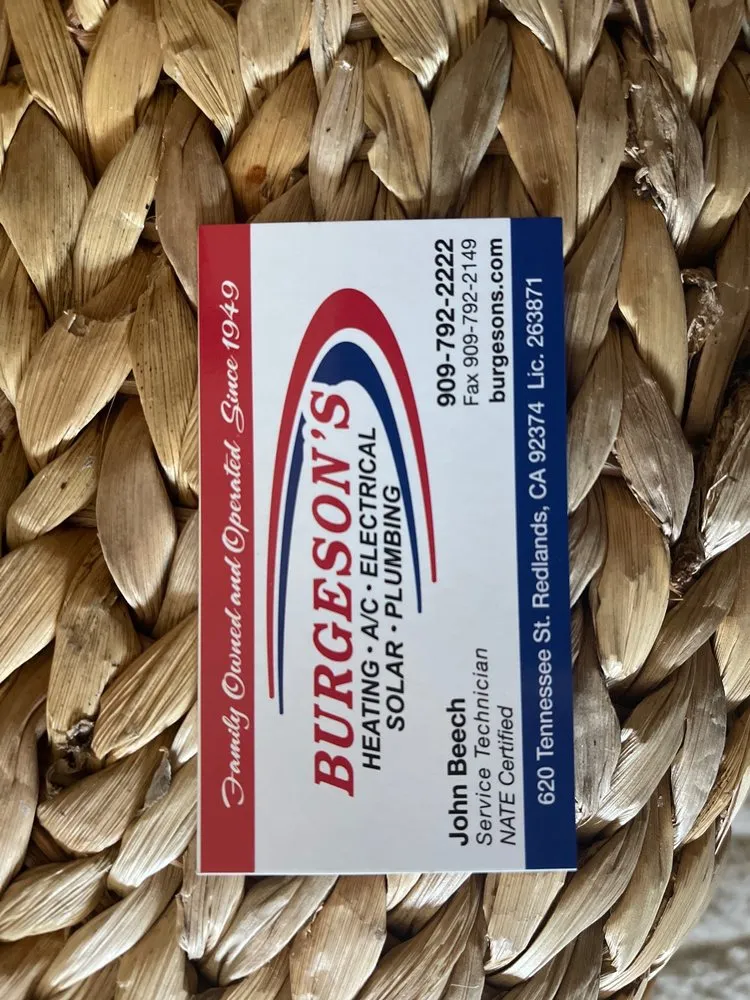 Family Owned and Operated Since 1949
BURGESON'S
HEATING • A/C • ELECTRICAL
SOLAR • PLUMBING
909-792-2222
Fax 909-792-2149
burgesons.com
John Beech
Service Technician
NATE Certified
620 Tennessee St. Redlands, CA 92374 Lic. 263871